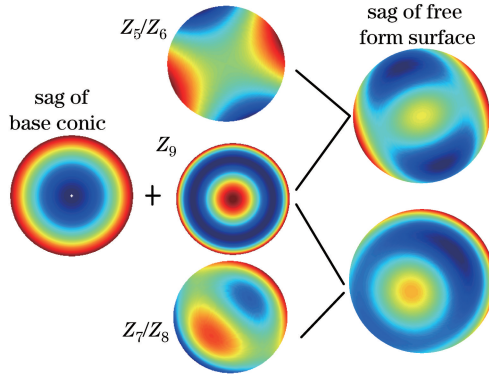 Z5/Z6
sag of free
form surface
sag of
base conic
Z9
+
Z7/Z8